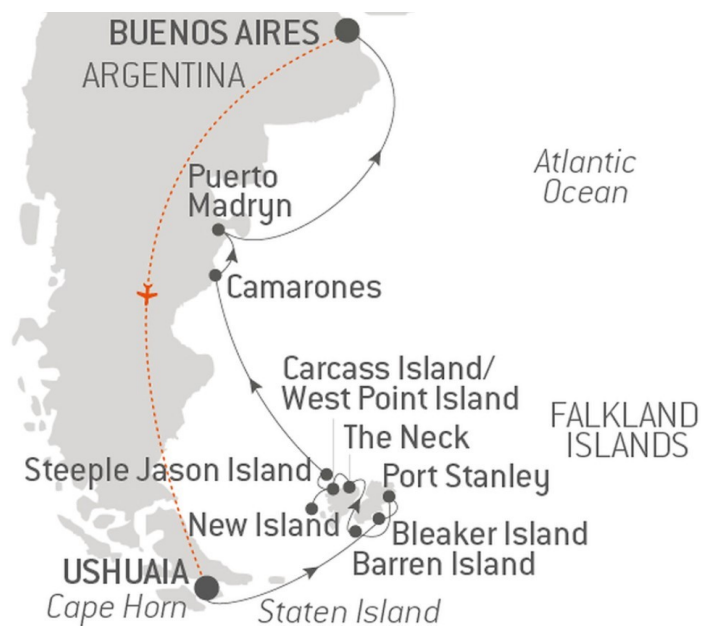 BUENOS AIRES
ARGENTINA
Atlantic
Ocean
Puerto
Madryn
Camarones
Carcass Island/
West Point Island
FALKLAND
ISLANDS
The Neck
Steeple Jason Island
Port Stanley
New Island
Bleaker Island
Barren Island
USHUAIA
Cape Horn
Staten Island